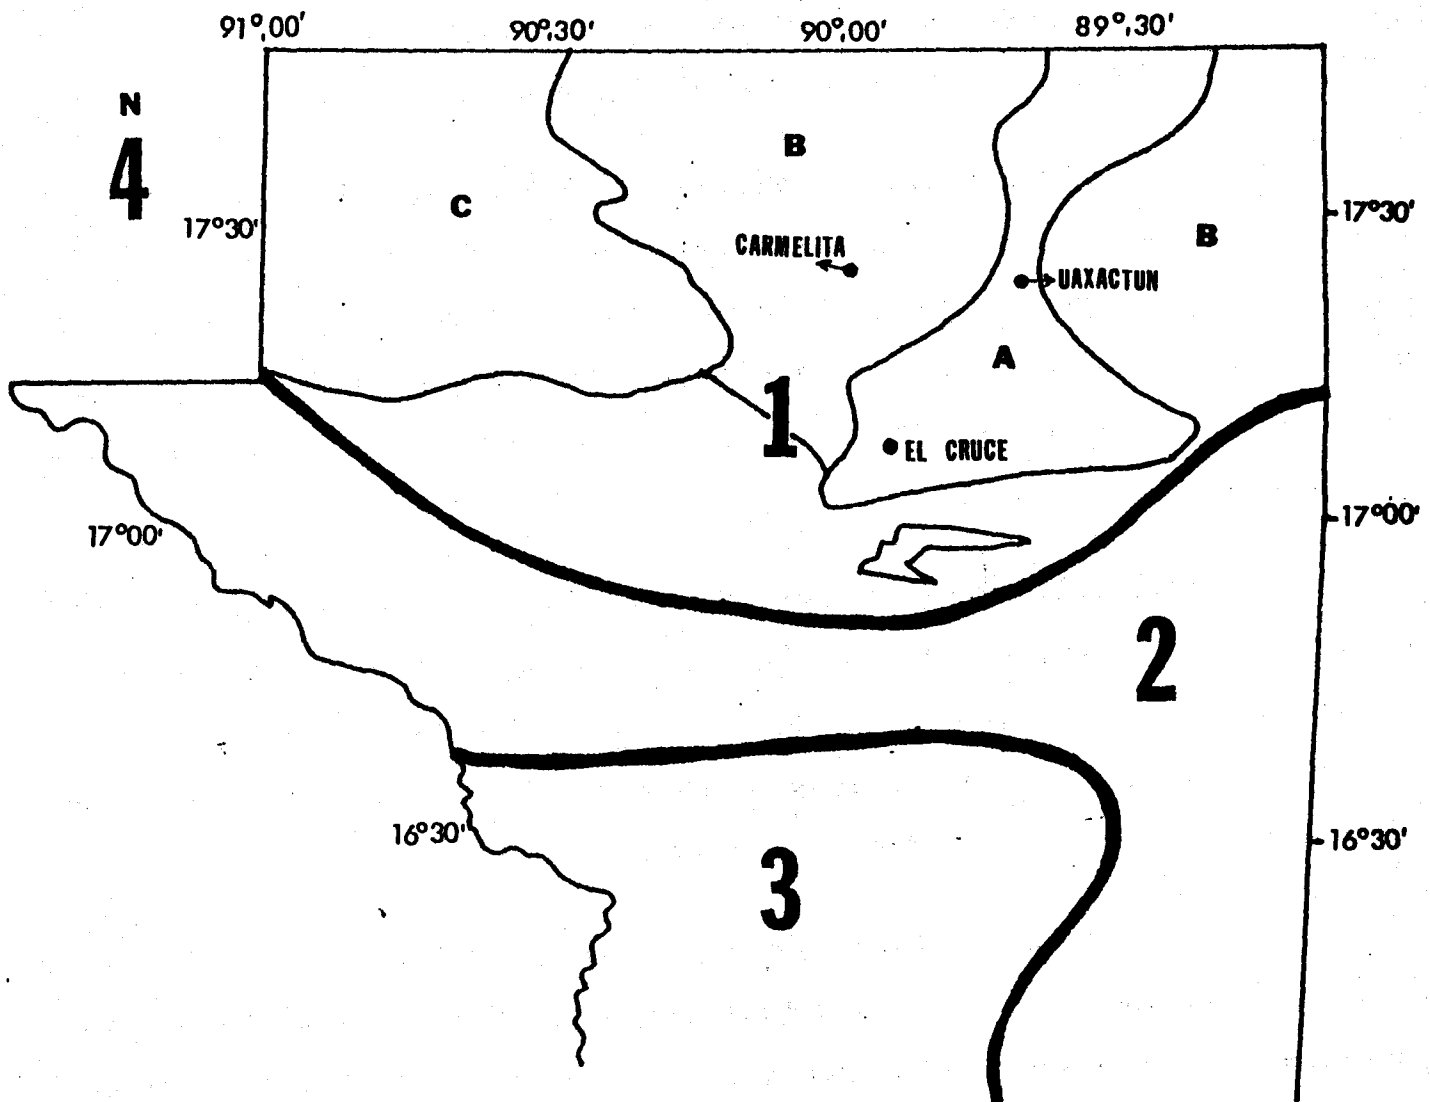 91°,00' 90°,30' 90°,00' 89°,30'
N
4
B
C
17°30'
17°30'
B
CARMELITA
UAXACTUN
A
1
EL CRUCE
17°00'
17°00'
2
16°30'
16°30'
3